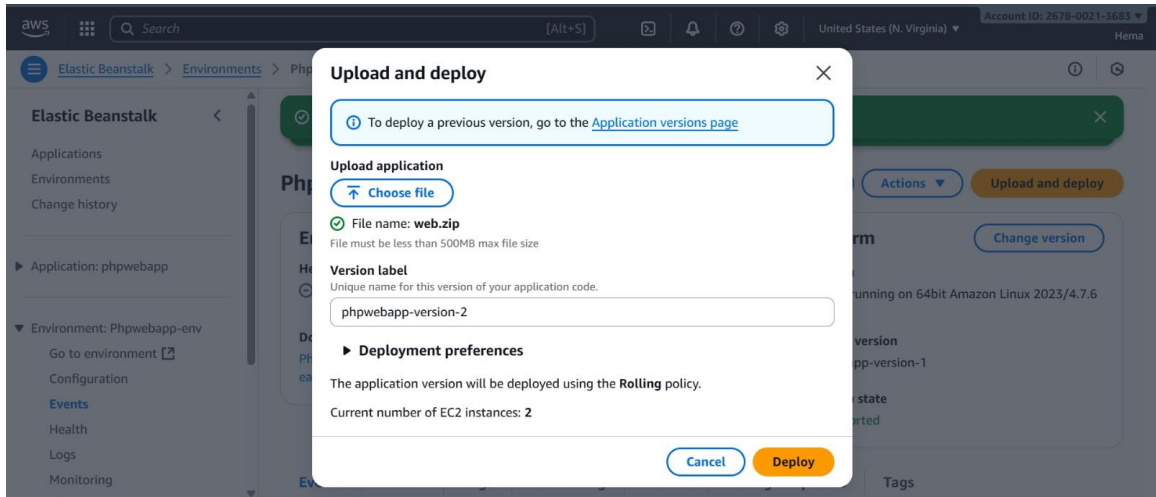 aws
Search
[Alt+S]
United States (N. Virginia)
Account ID: 2678-0021-3683
Hema
Elastic Beanstalk > Environments > Php
Elastic Beanstalk
Applications
Environments
Change history
Application: phpwebapp
Environment: Phpwebapp-env
Go to environment
Configuration
Events
Health
Logs
Monitoring
Upload and deploy
To deploy a previous version, go to the Application versions page
Upload application
Choose file
File name: web.zip
File must be less than 500MB max file size
Version label
Unique name for this version of your application code.
phpwebapp-version-2
Deployment preferences
The application version will be deployed using the Rolling policy.
Current number of EC2 instances: 2
Cancel
Deploy
Php
Actions
Upload and deploy
rm
Change version
running on 64bit Amazon Linux 2023/4.7.6
version
pp-version-1
state
orted
Tags